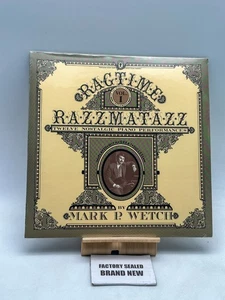 RAGTIME
VOL
1
RAZZMATAZZ
TWELVE NOSTALGIC PIANO PERFORMANCES
BY
MARK P. WETCH
FACTORY SEALED
BRAND NEW